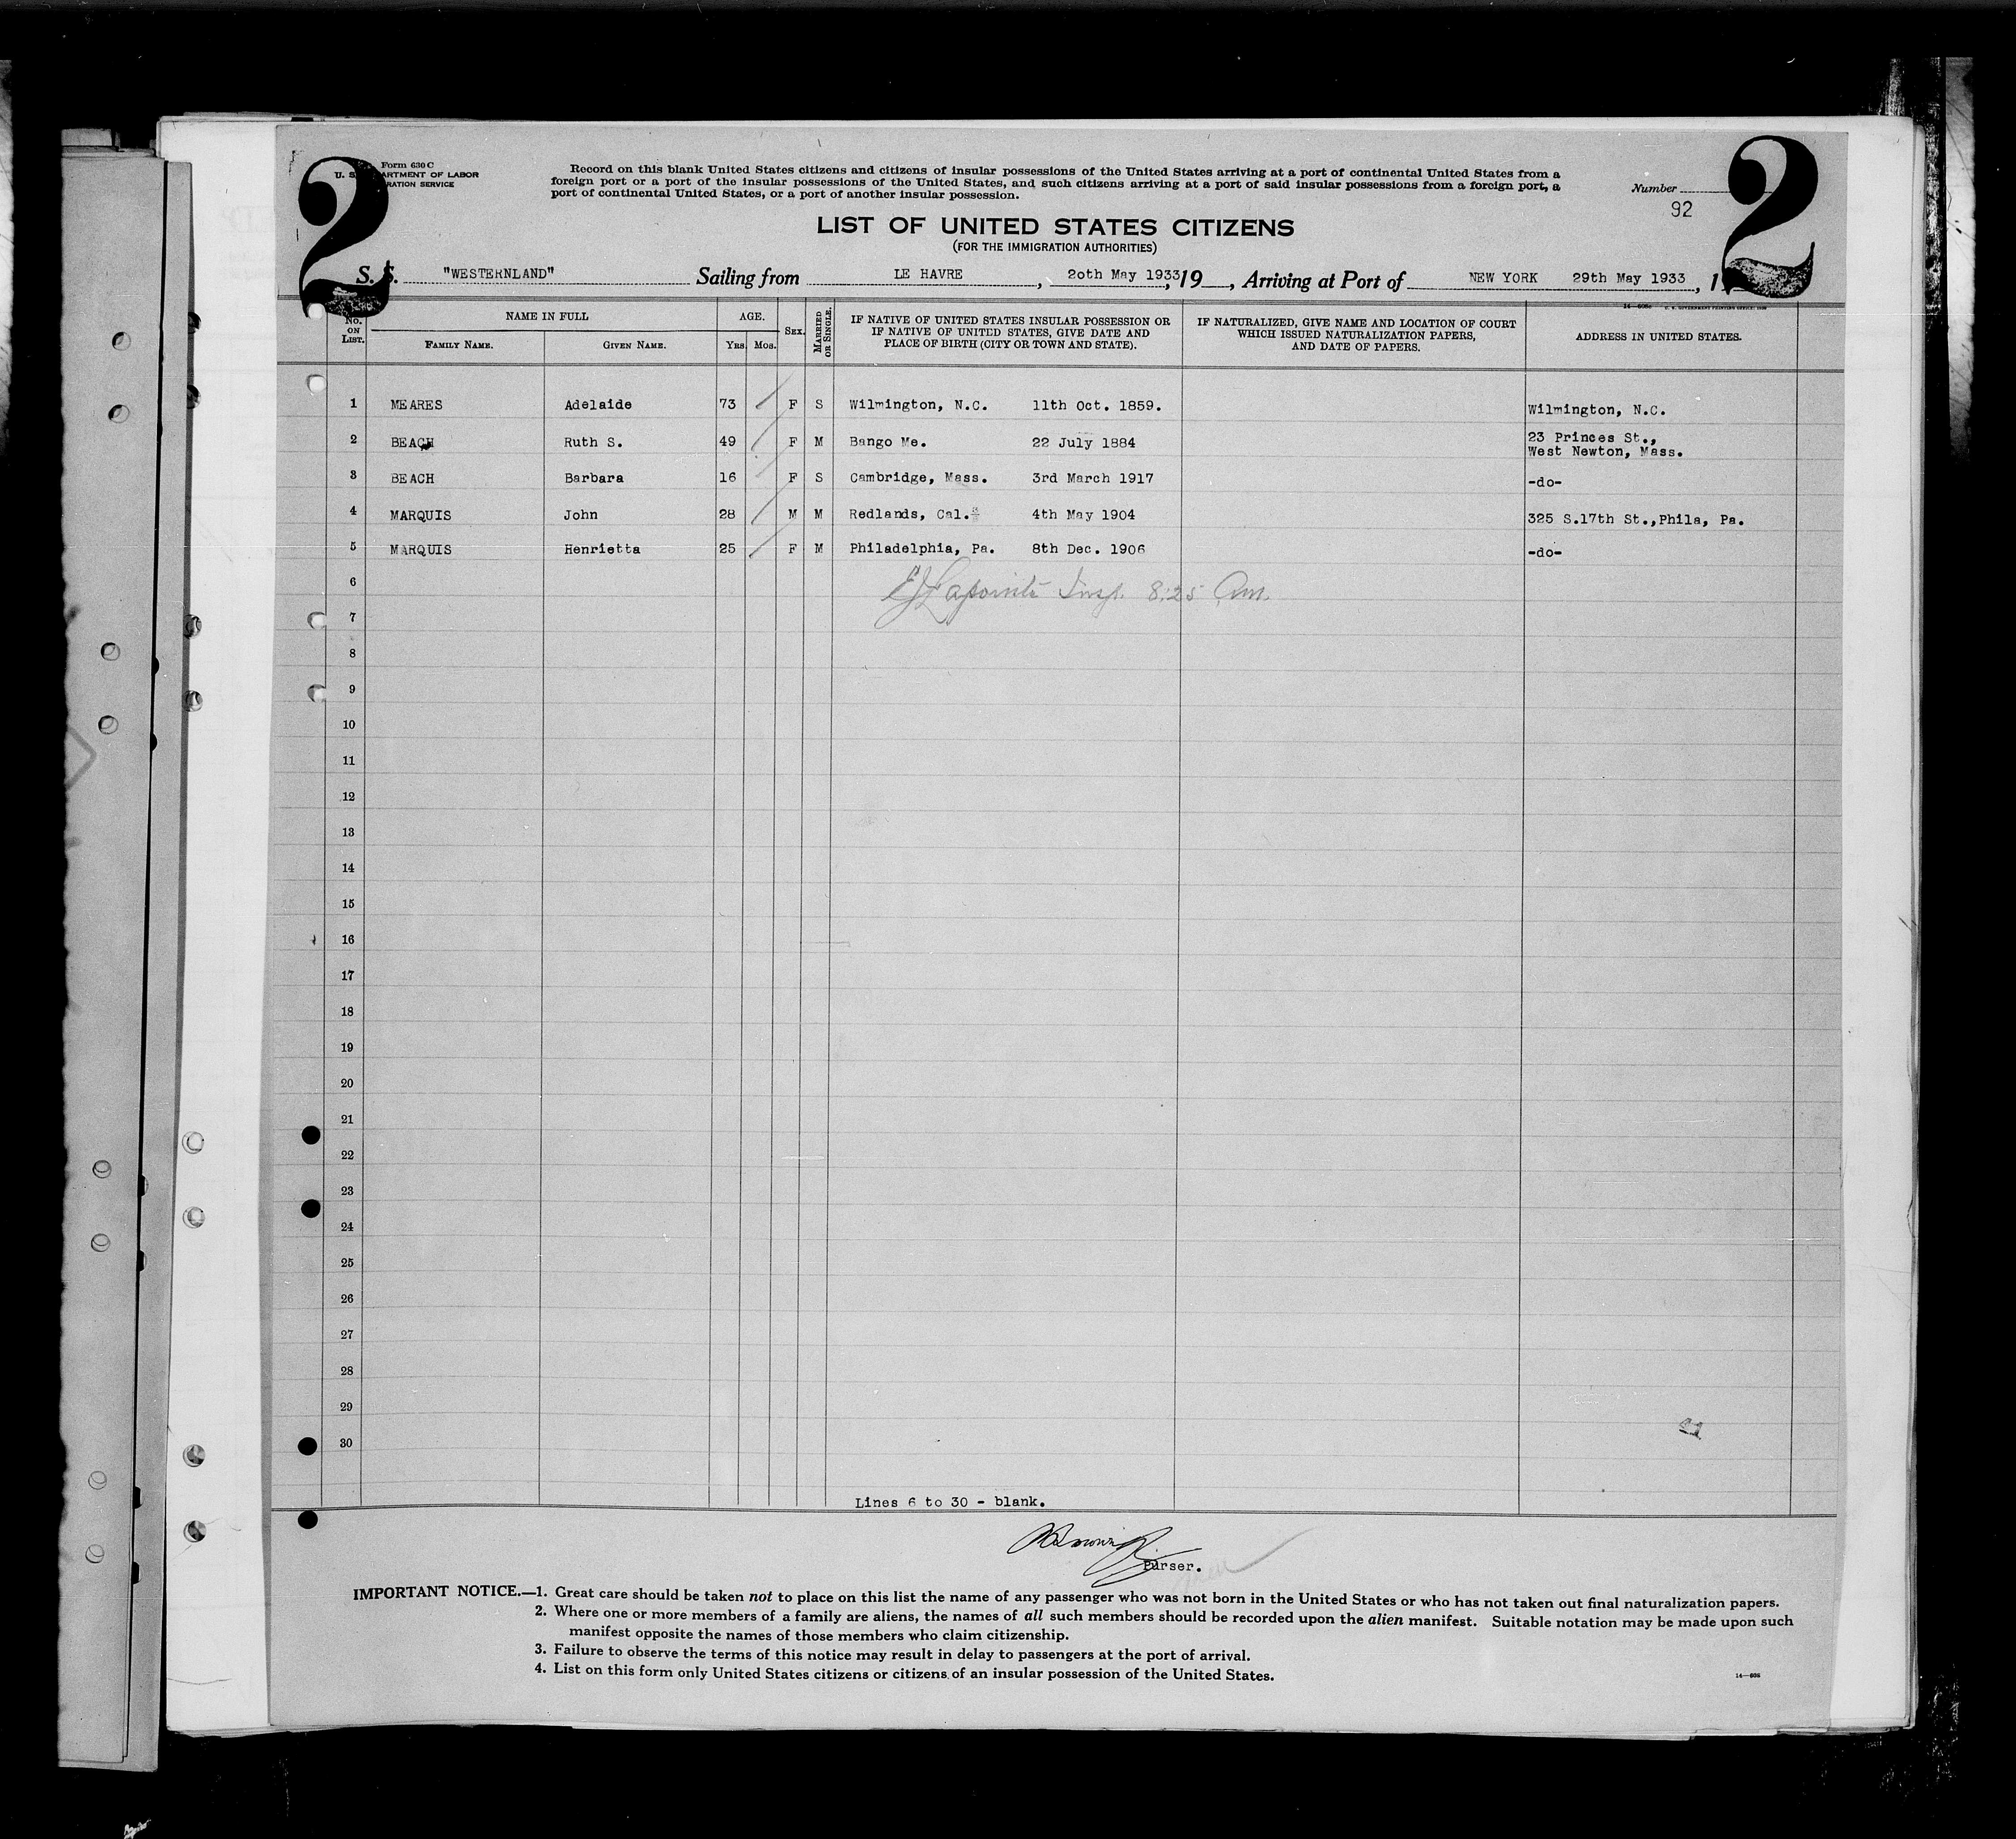 Form 630 C
U. S. DEPARTMENT OF LABOR
IMMIGRATION SERVICE
2
Record on this blank United States citizens and citizens of insular possessions of the United States arriving at a port of continental United States from a
foreign port or a port of the insular possessions of the United States, and such citizens arriving at a port of said insular possessions from a foreign port, a
port of continental United States, or a port of another insular possession.
Number
92
2
LIST OF UNITED STATES CITIZENS
(FOR THE IMMIGRATION AUTHORITIES)
S. S. "WESTERNLAND" Sailing from LE HAVRE, 2oth May 1933, 19, Arriving at Port of NEW YORK 29th May 1933, 1
No. ON LIST. NAME IN FULL AGE. SEX. MARRIED OR SINGLE. IF NATIVE OF UNITED STATES INSULAR POSSESSION OR IF NATIVE OF UNITED STATES, GIVE DATE AND PLACE OF BIRTH (CITY OR TOWN AND STATE). IF NATURALIZED, GIVE NAME AND LOCATION OF COURT WHICH ISSUED NATURALIZATION PAPERS, AND DATE OF PAPERS. ADDRESS IN UNITED STATES.
FAMILY NAME. GIVEN NAME. YRS. MOS.
1 MEARES Adelaide 73 F S Wilmington, N.C. 11th Oct. 1859. Wilmington, N.C.
2 BEACH Ruth S. 49 F M Bango Me. 22 July 1884 23 Princes St.,
West Newton, Mass.
3 BEACH Barbara 16 F S Cambridge, Mass. 3rd March 1917 -do-
4 MARQUIS John 28 M M Redlands, Cal. 4th May 1904 325 S.17th St.,Phila, Pa.
5 MARQUIS Henrietta 25 F M Philadelphia, Pa. 8th Dec. 1906 -do-
6 EJLapointe Insp. 8:25 Am.
7
8
9
10
11
12
13
14
15
16
17
18
19
20
21
22
23
24
25
26
27
28
29
30
Lines 6 to 30 - blank.
Purser.
IMPORTANT NOTICE.—1. Great care should be taken not to place on this list the name of any passenger who was not born in the United States or who has not taken out final naturalization papers.
2. Where one or more members of a family are aliens, the names of all such members should be recorded upon the alien manifest. Suitable notation may be made upon such
manifest opposite the names of those members who claim citizenship.
3. Failure to observe the terms of this notice may result in delay to passengers at the port of arrival.
4. List on this form only United States citizens or citizens of an insular possession of the United States.